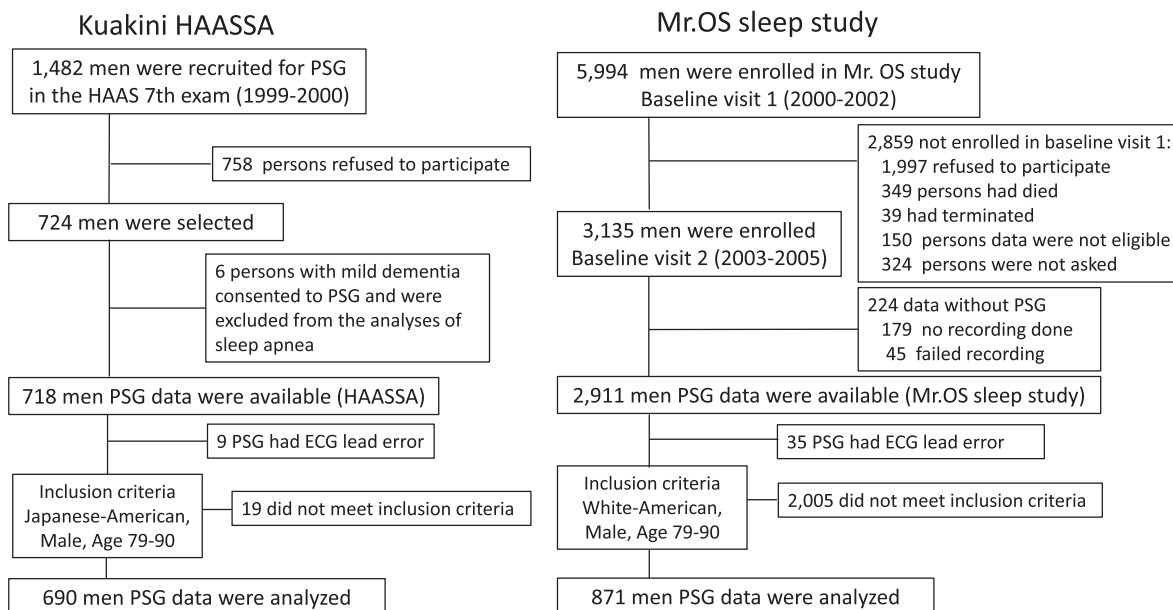 Kuakini HAASSA
1,482 men were recruited for PSG
in the HAAS 7th exam (1999-2000)
758 persons refused to participate
724 men were selected
6 persons with mild dementia
consented to PSG and were
excluded from the analyses of
sleep apnea
718 men PSG data were available (HAASSA)
9 PSG had ECG lead error
Inclusion criteria
Japanese-American,
Male, Age 79-90
19 did not meet inclusion criteria
690 men PSG data were analyzed
Mr.OS sleep study
5,994 men were enrolled in Mr. OS study
Baseline visit 1 (2000-2002)
2,859 not enrolled in baseline visit 1:
1,997 refused to participate
349 persons had died
39 had terminated
150 persons data were not eligible
324 persons were not asked
3,135 men were enrolled
Baseline visit 2 (2003-2005)
224 data without PSG
179 no recording done
45 failed recording
2,911 men PSG data were available (Mr.OS sleep study)
35 PSG had ECG lead error
Inclusion criteria
White-American,
Male, Age 79-90
2,005 did not meet inclusion criteria
871 men PSG data were analyzed